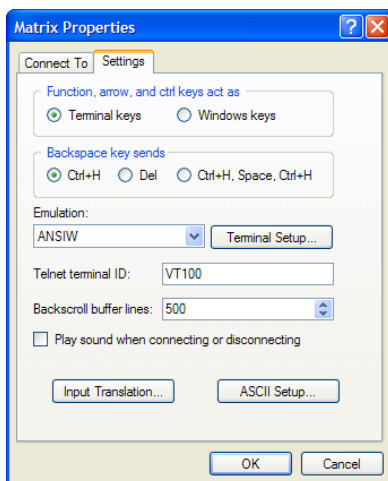 Matrix Properties
Connect To Settings
Function, arrow, and ctrl keys act as
Terminal keys Windows keys
Backspace key sends
Ctrl+H Del Ctrl+H, Space, Ctrl+H
Emulation:
ANSIW Terminal Setup...
Telnet terminal ID: VT100
Backscroll buffer lines: 500
Play sound when connecting or disconnecting
Input Translation... ASCII Setup...
OK Cancel